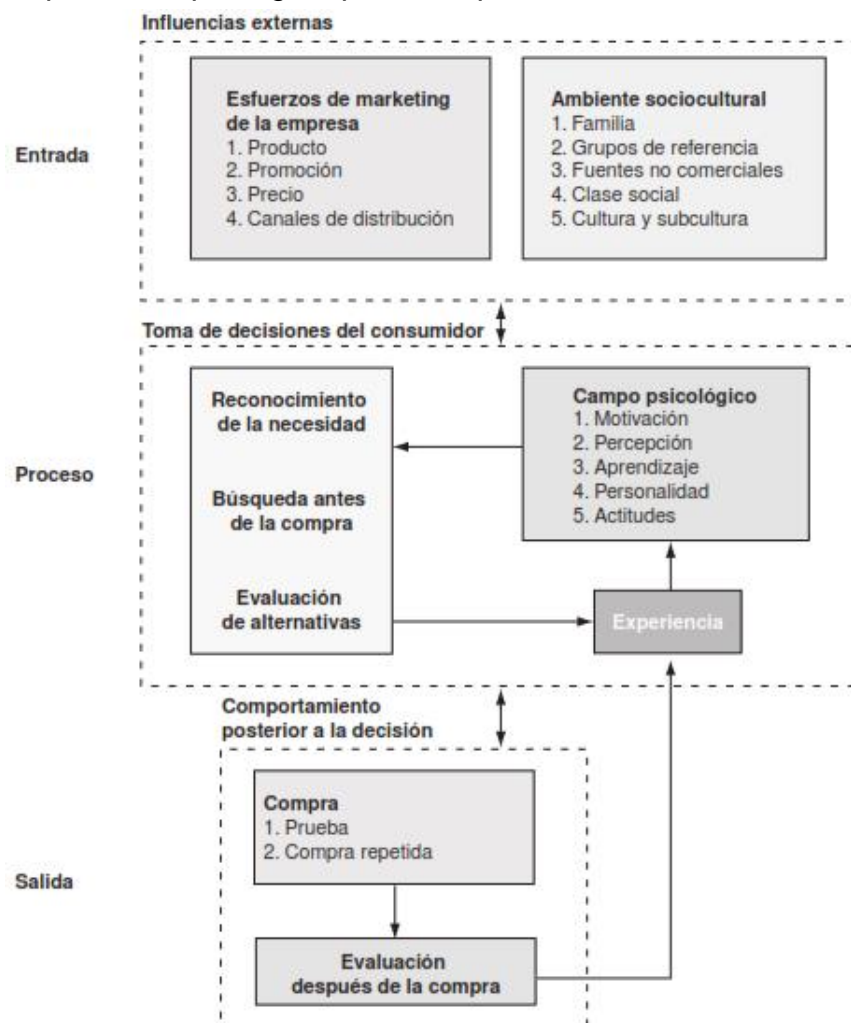 Influencias externas
Entrada
Esfuerzos de marketing
de la empresa
1. Producto
2. Promoción
3. Precio
4. Canales de distribución
Ambiente sociocultural
1. Familia
2. Grupos de referencia
3. Fuentes no comerciales
4. Clase social
5. Cultura y subcultura
Toma de decisiones del consumidor
Proceso
Reconocimiento
de la necesidad
Búsqueda antes
de la compra
Evaluación
de alternativas
Campo psicológico
1. Motivación
2. Percepción
3. Aprendizaje
4. Personalidad
5. Actitudes
Experiencia
Comportamiento
posterior a la decisión
Salida
Compra
1. Prueba
2. Compra repetida
Evaluación
después de la compra